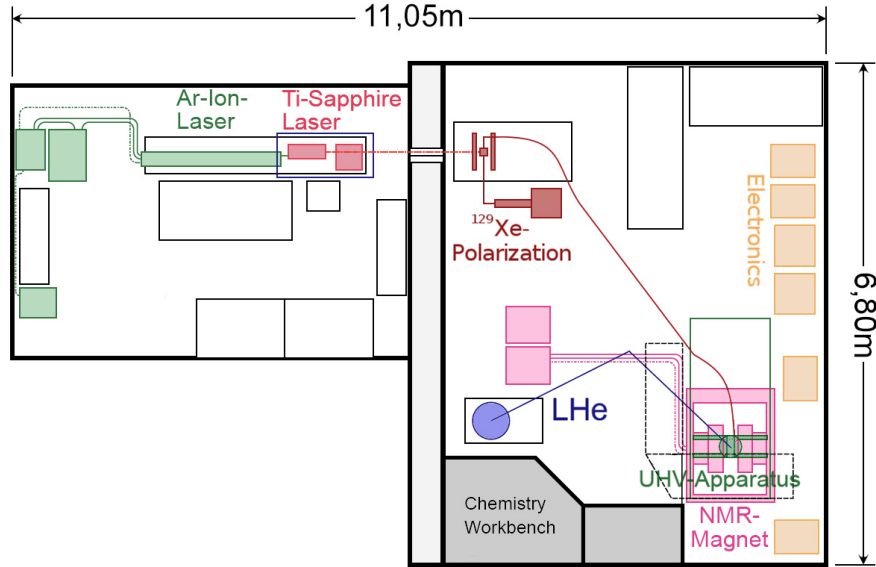 11,05m
Ar-Ion-
Laser
Ti-Sapphire
Laser
129Xe-
Polarization
Electronics
6,80m
LHe
UHV-Apparatus
NMR-
Magnet
Chemistry
Workbench